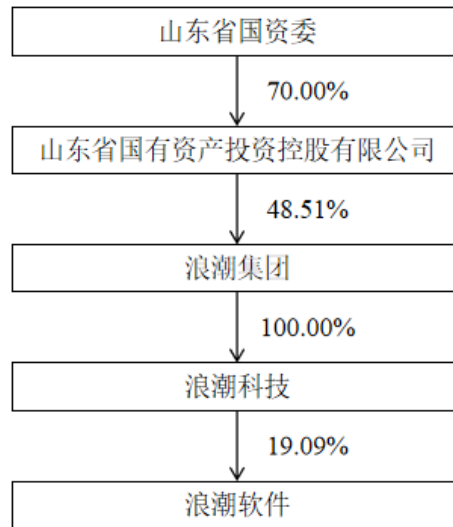 山东省国资委
70.00%
山东省国有资产投资控股有限公司
48.51%
浪潮集团
100.00%
浪潮科技
19.09%
浪潮软件